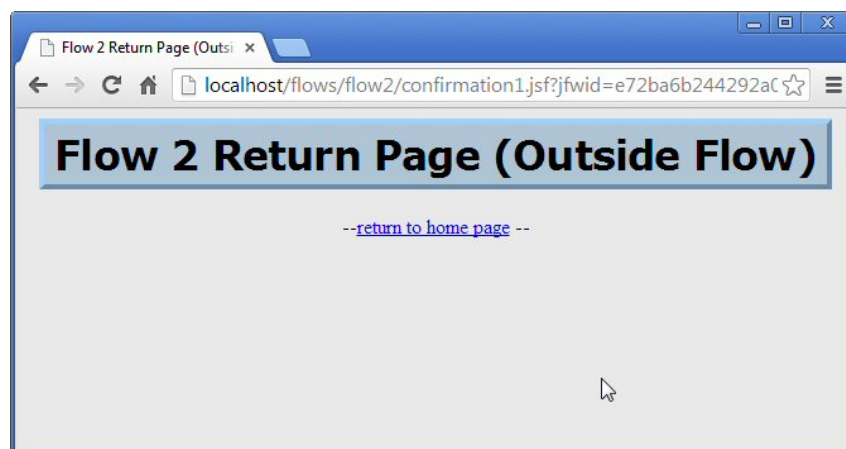 Flow 2 Return Page (Outsi
localhost/flows/flow2/confirmation1.jsf?jfwid=e72ba6b244292a0
Flow 2 Return Page (Outside Flow)
--return to home page --